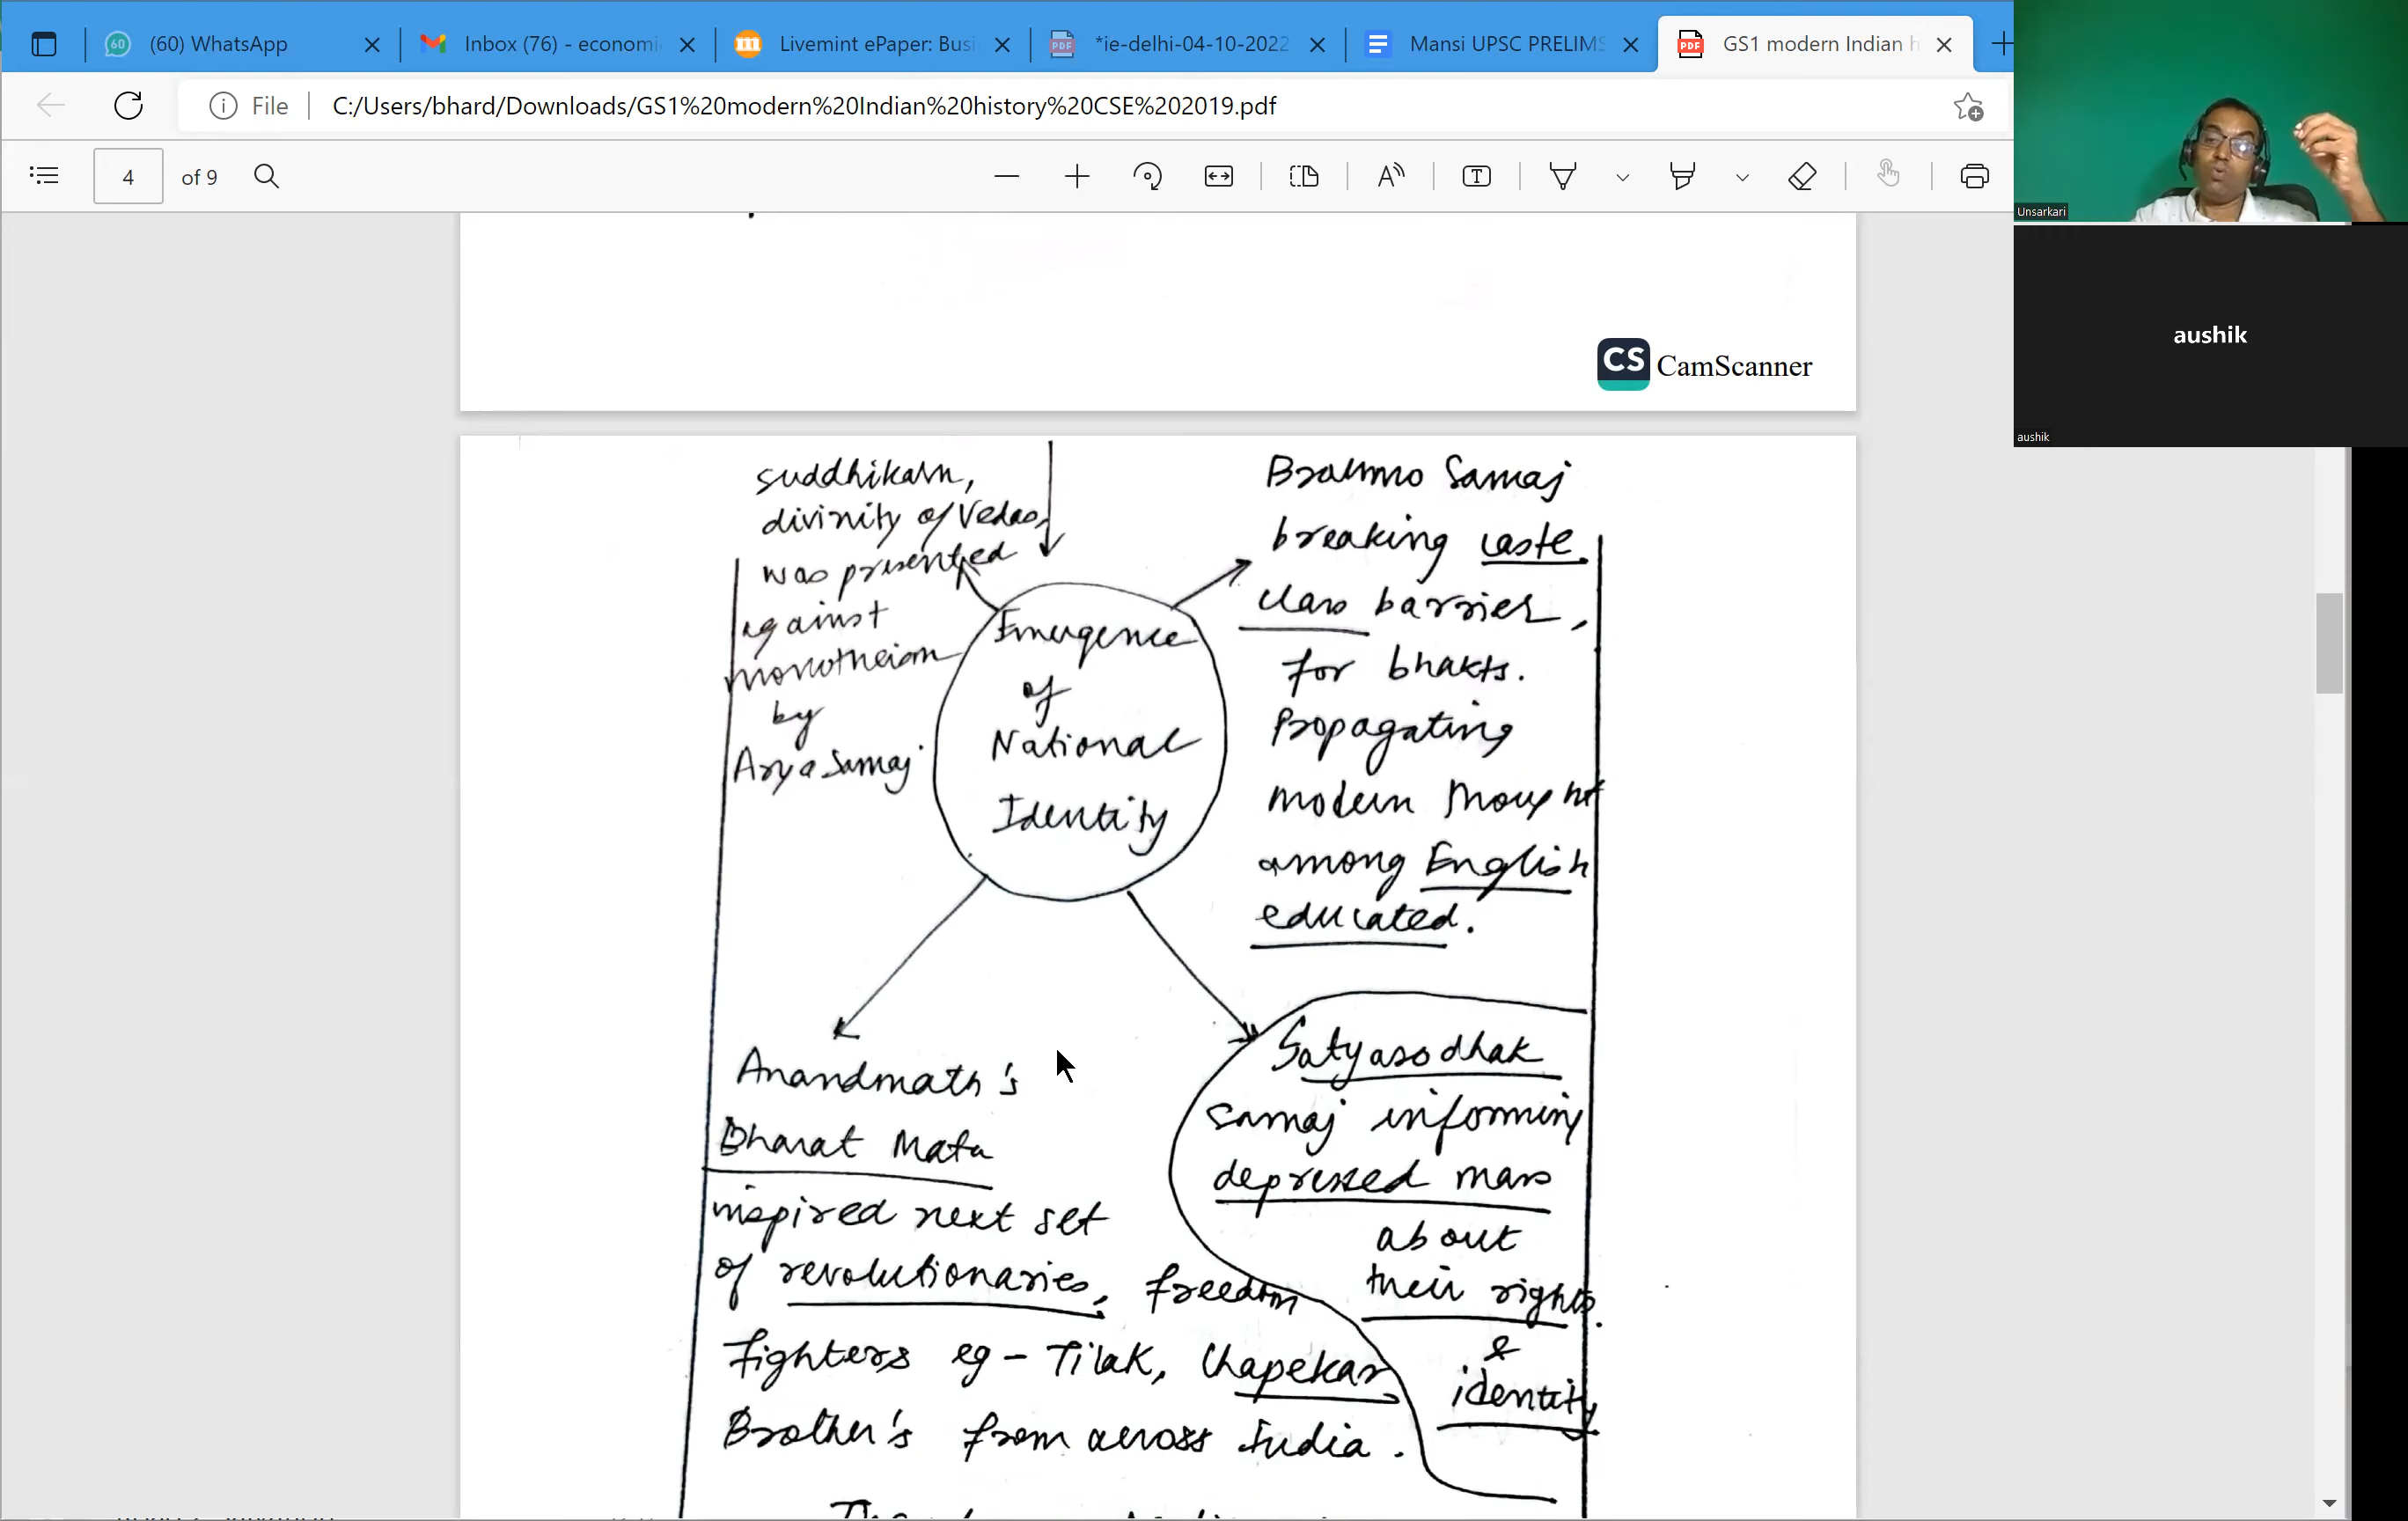 (60) WhatsApp
Inbox (76) - economi
Livemint ePaper: Busi
*ie-delhi-04-10-2022
Mansi UPSC PRELIMS
GS1 modern Indian h
File
C:/Users/bhard/Downloads/GS1%20modern%20Indian%20history%20CSE%202019.pdf
4
of 9
Unsarkari
aushik
aushik
CS CamScanner
suddhikarn,
divinity of Vedas,
was presented
against
monotheism
by
Arya Samaj
Emergence
of
National
Identity
Brahmo Samaj
breaking caste
class barrier,
for bhakts.
Propagating
modern thought
among English
educated.
Anandmath's
Bharat Mata
inspired next set
of revolutionaries, freedom
fighters eg - Tilak, Chapekar
Brother's from across India.
Satyasodhak
samaj informing
depressed mass
about
their rights.
&
identity